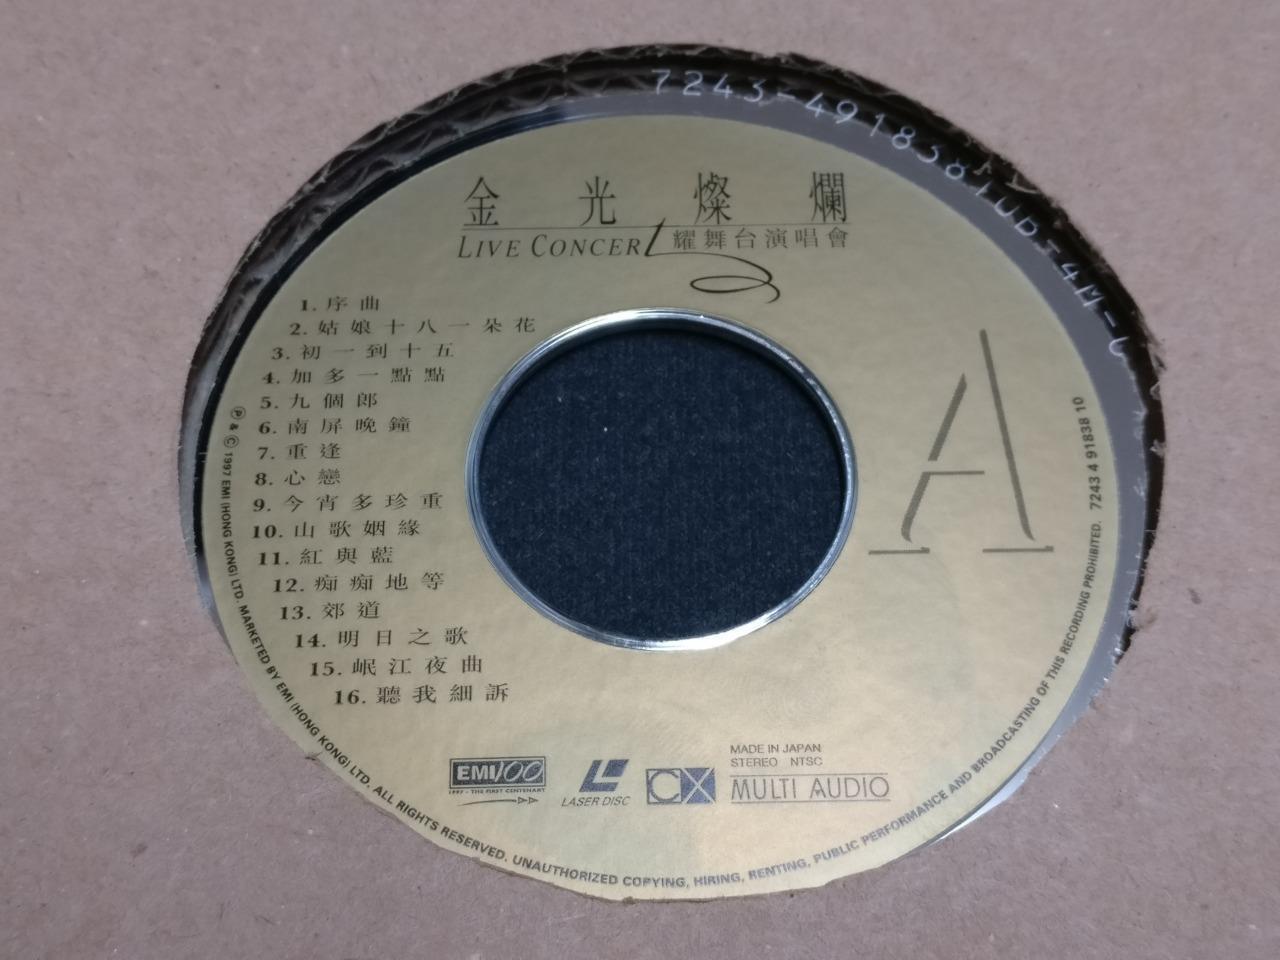 金光燦爛
LIVE CONCERT 耀舞台演唱會
1. 序曲
2. 姑娘十八一朵花
3. 初一到十五
4. 加多一點點
5. 九個郎
6. 南屏晚鐘
7. 重逢
8. 心戀
9. 今宵多珍重
10. 山歌姻緣
11. 紅與藍
12. 痴痴地等
13. 郊道
14. 明日之歌
15. 岷江夜曲
16. 聽我細訴
A
EMI100
1997 - THE FIRST CENTENARY
LASER DISC
CX
MADE IN JAPAN
STEREO NTSC
MULTI AUDIO
Ⓟ & Ⓒ 1997 EMI (HONG KONG) LTD. MARKETED BY EMI (HONG KONG) LTD. ALL RIGHTS RESERVED. UNAUTHORIZED COPYING, HIRING, RENTING, PUBLIC PERFORMANCE AND BROADCASTING OF THIS RECORDING PROHIBITED. 7243 4 91838 10